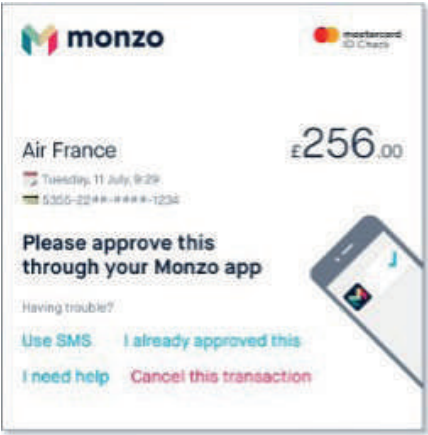 monzo
mastercard
ID Check
Air France
£256.00
Tuesday, 11 July, 9:29
5355-22##-####-1234
Please approve this
through your Monzo app
Having trouble?
Use SMS I already approved this
I need help Cancel this transaction